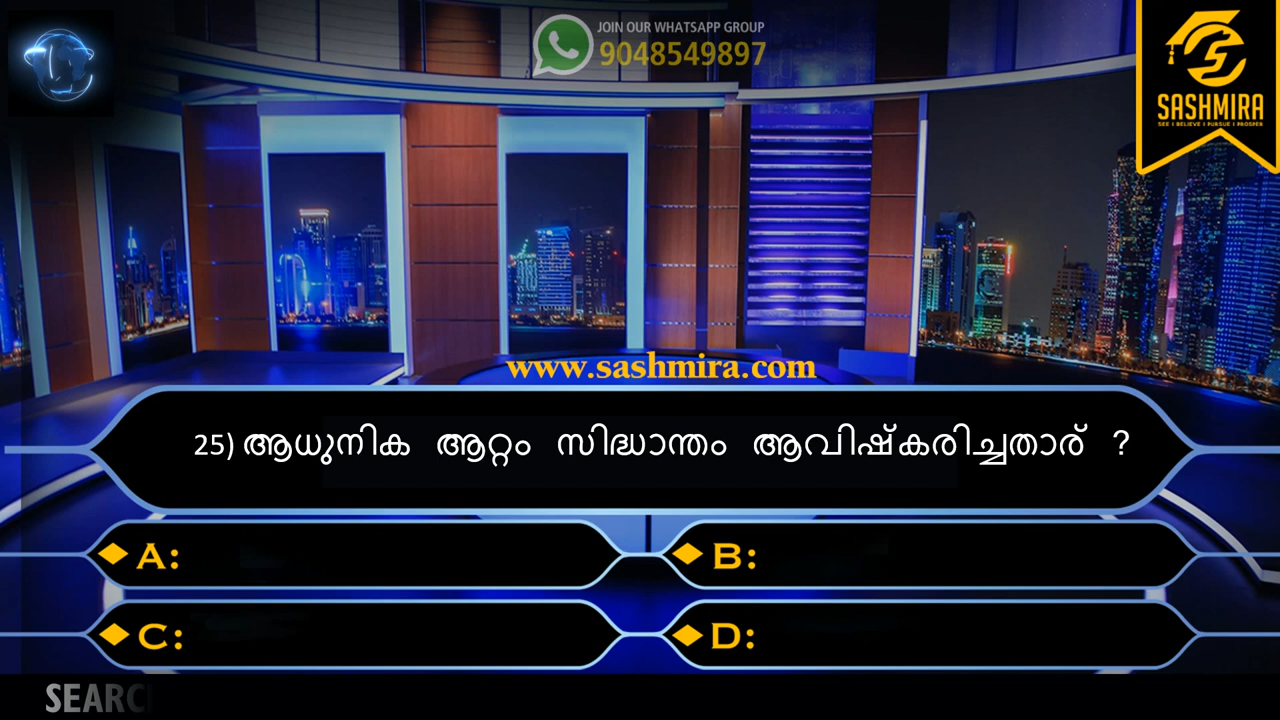 JOIN OUR WHATSAPP GROUP
9048549897
SASHMIRA
SEE I BELIEVE I PURSUE I PROSPER
www.sashmira.com
25) ആധുനിക ആറ്റം സിദ്ധാന്തം ആവിഷ്കരിച്ചതാര് ?
A:
B:
C:
D:
SEARC